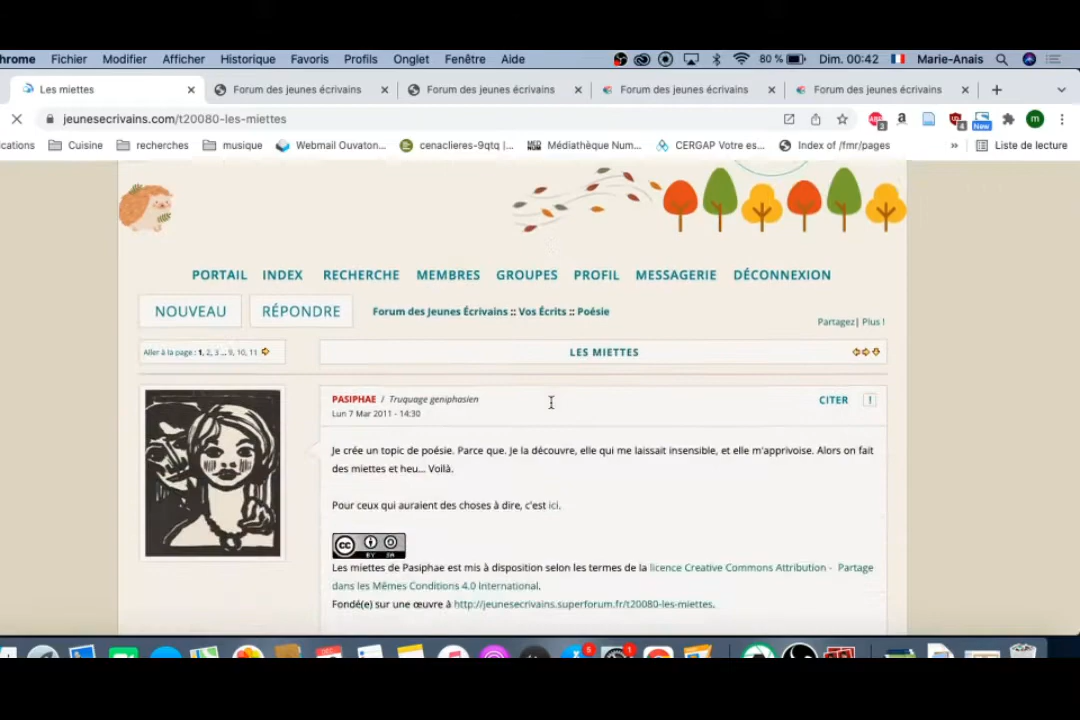 hrome Fichier Modifier Afficher Historique Favoris Profils Onglet Fenêtre Aide 80 % Dim. 00:42 Marie-Anais
Les miettes Forum des jeunes écrivains Forum des jeunes écrivains Forum des jeunes écrivains Forum des jeunes écrivains
jeunesecrivains.com/t20080-les-miettes
New
cations Cuisine recherches musique Webmail Ouvaton... cenaclieres-9qtq |... Médiathèque Num... CERGAP Votre es... Index of /fmr/pages » Liste de lecture
PORTAIL INDEX RECHERCHE MEMBRES GROUPES PROFIL MESSAGERIE DÉCONNEXION
NOUVEAU RÉPONDRE Forum des Jeunes Écrivains :: Vos Écrits :: Poésie
Partagez| Plus !
Aller à la page : 1, 2, 3 ... 9, 10, 11 LES MIETTES
PASIPHAE / Truquage geniphasien CITER !
Lun 7 Mar 2011 - 14:30
Je crée un topic de poésie. Parce que. Je la découvre, elle qui me laissait insensible, et elle m'apprivoise. Alors on fait
des miettes et heu... Voilà.
Pour ceux qui auraient des choses à dire, c'est ici.
cc BY SA
Les miettes de Pasiphae est mis à disposition selon les termes de la licence Creative Commons Attribution - Partage
dans les Mêmes Conditions 4.0 International.
Fondé(e) sur une œuvre à http://jeunesecrivains.superforum.fr/t20080-les-miettes.
5 1